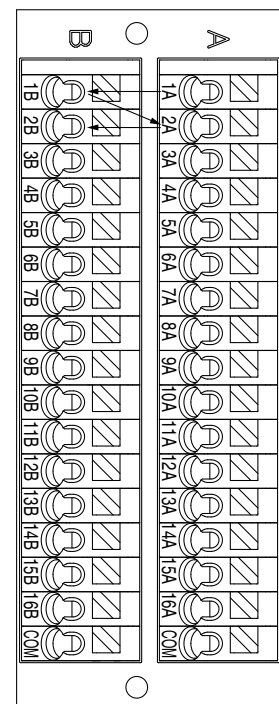 A
1A 2A 3A 4A 5A 6A 7A 8A 9A 10A 11A 12A 13A 14A 15A 16A COM
B
1B 2B 3B 4B 5B 6B 7B 8B 9B 10B 11B 12B 13B 14B 15B 16B COM